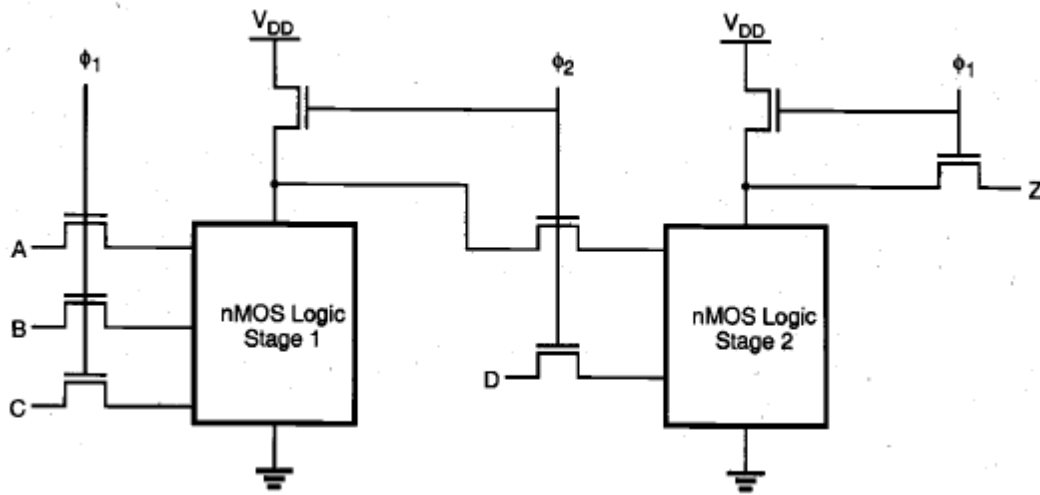 V_DD
V_DD
ϕ₁
ϕ₂
ϕ₁
Z
A
nMOS Logic
Stage 1
nMOS Logic
Stage 2
B
D
C